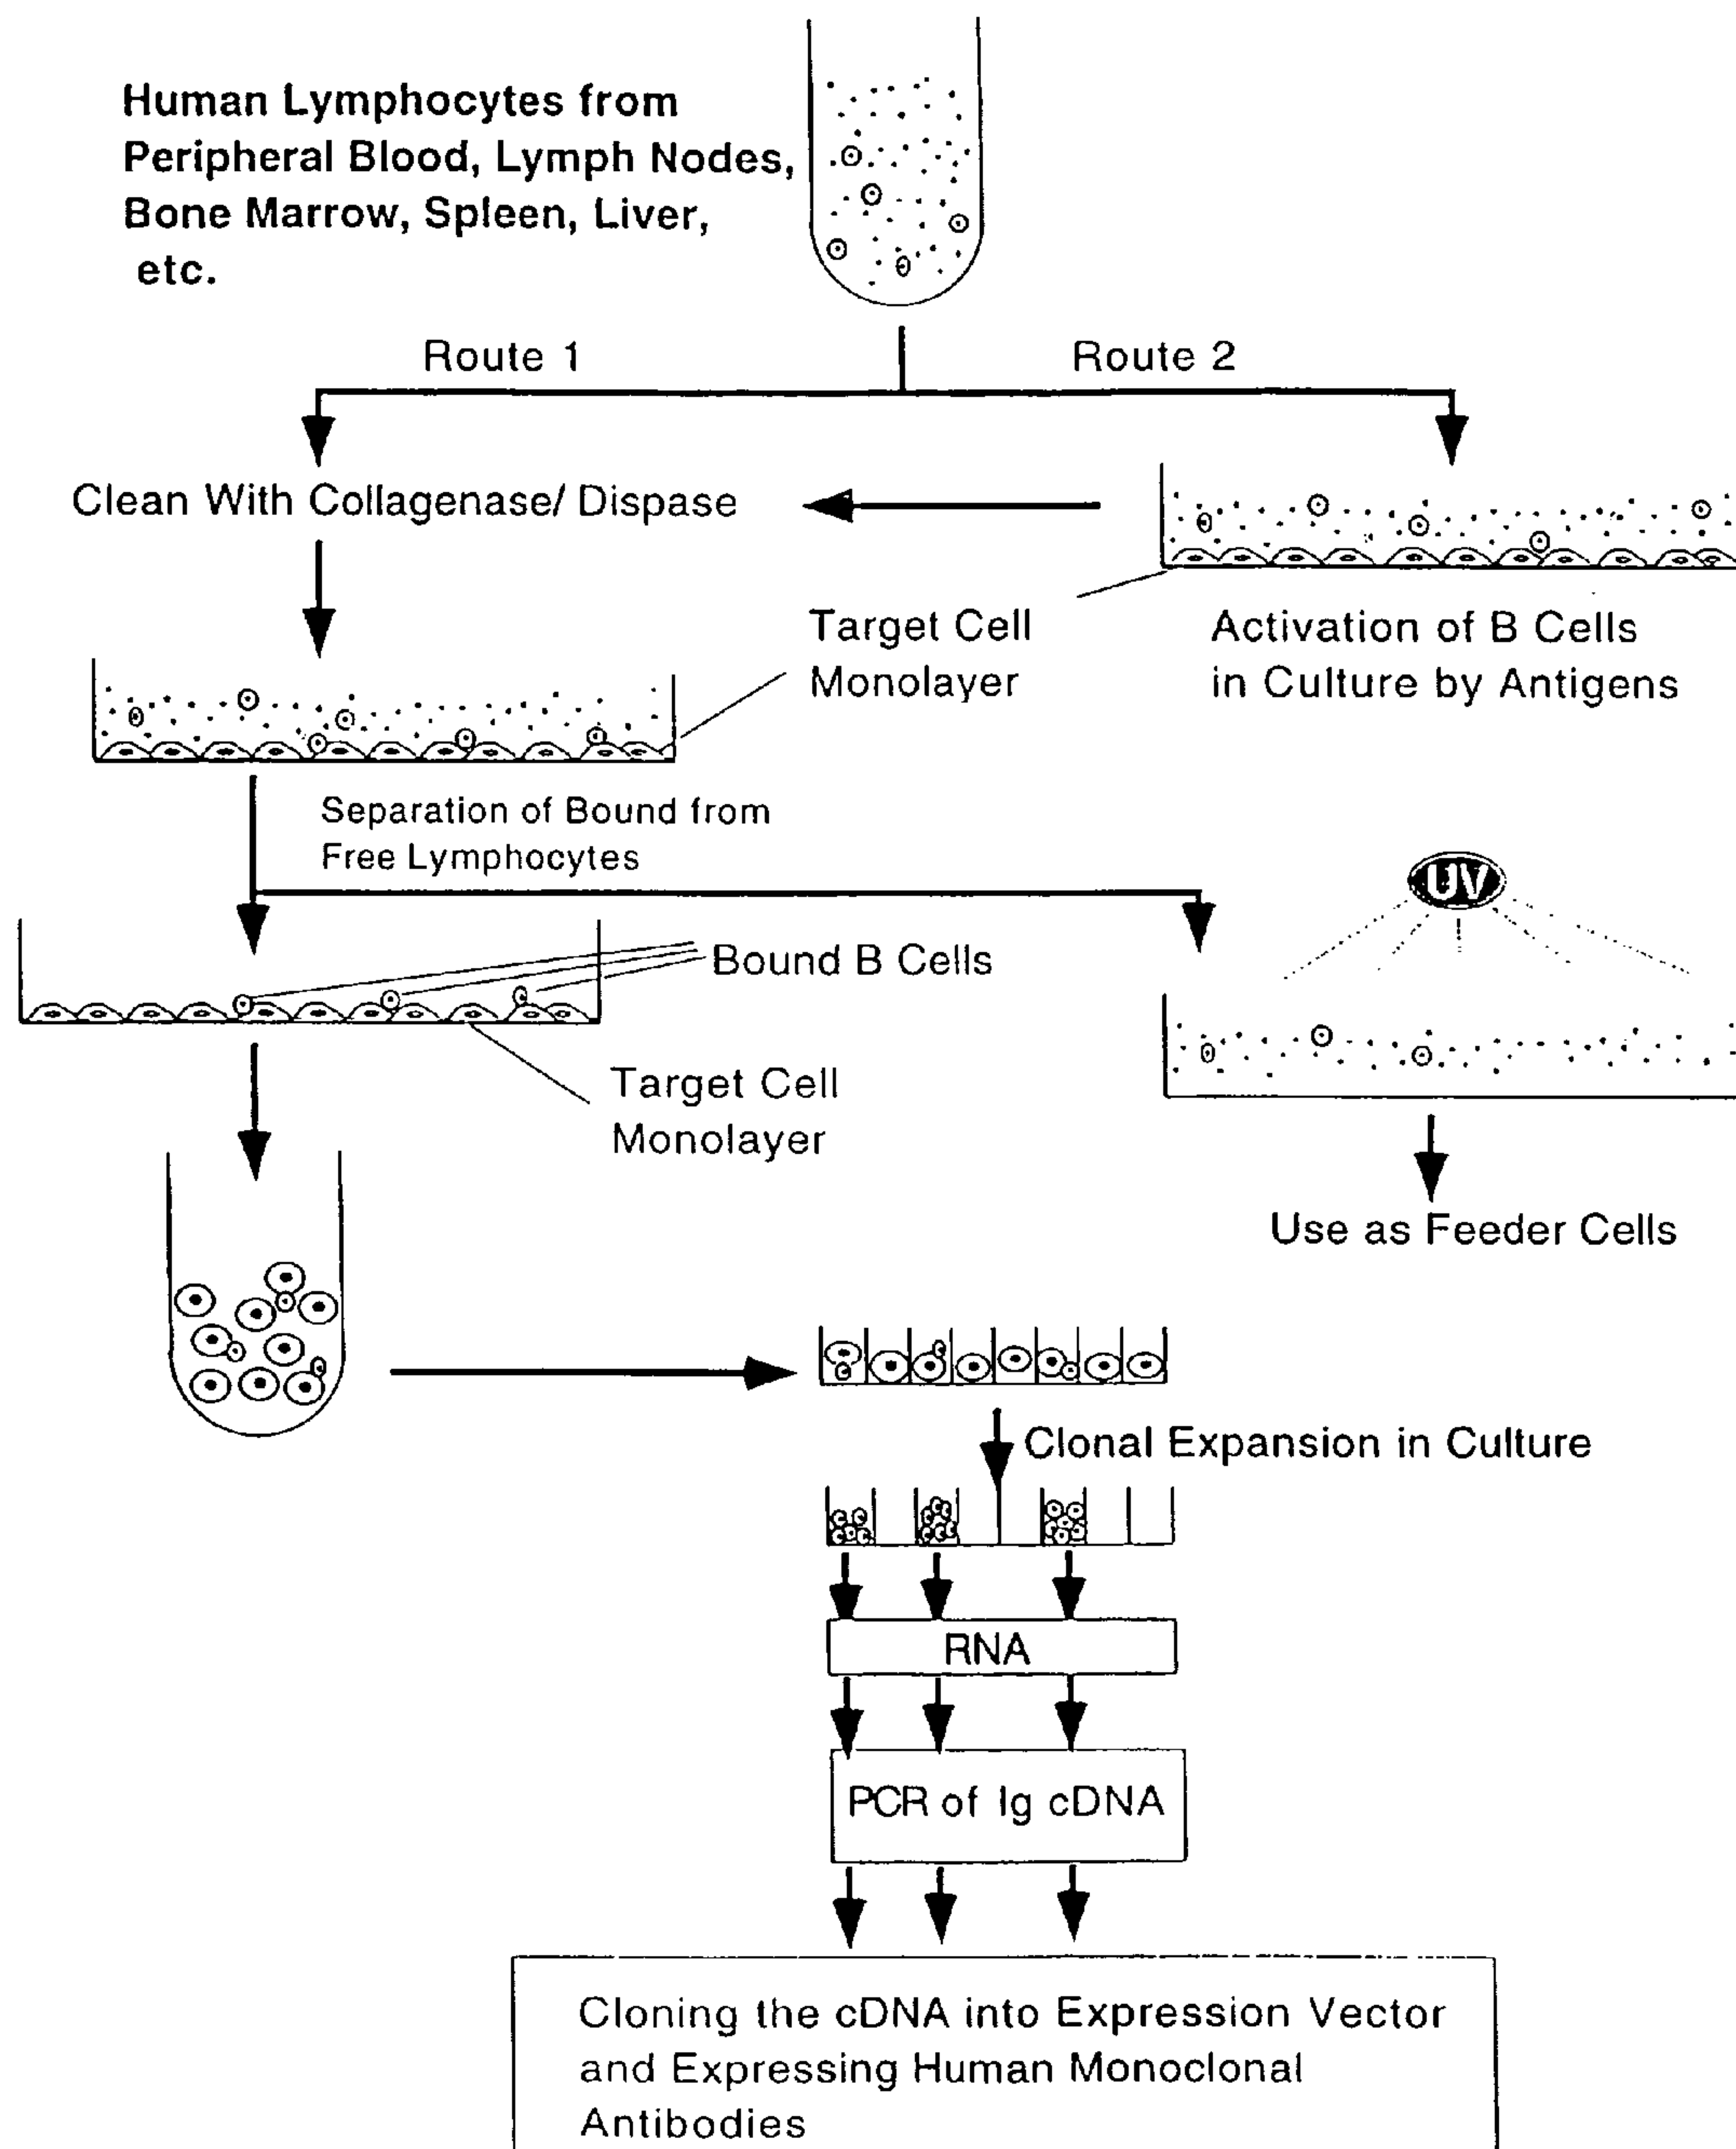 Human Lymphocytes from
Peripheral Blood, Lymph Nodes,
Bone Marrow, Spleen, Liver,
etc.
Route 1
Route 2
Clean With Collagenase/ Dispase
Target Cell
Monolayer
Activation of B Cells
in Culture by Antigens
Separation of Bound from
Free Lymphocytes
UV
Bound B Cells
Target Cell
Monolayer
Use as Feeder Cells
Clonal Expansion in Culture
RNA
PCR of Ig cDNA
Cloning the cDNA into Expression Vector
and Expressing Human Monoclonal
Antibodies